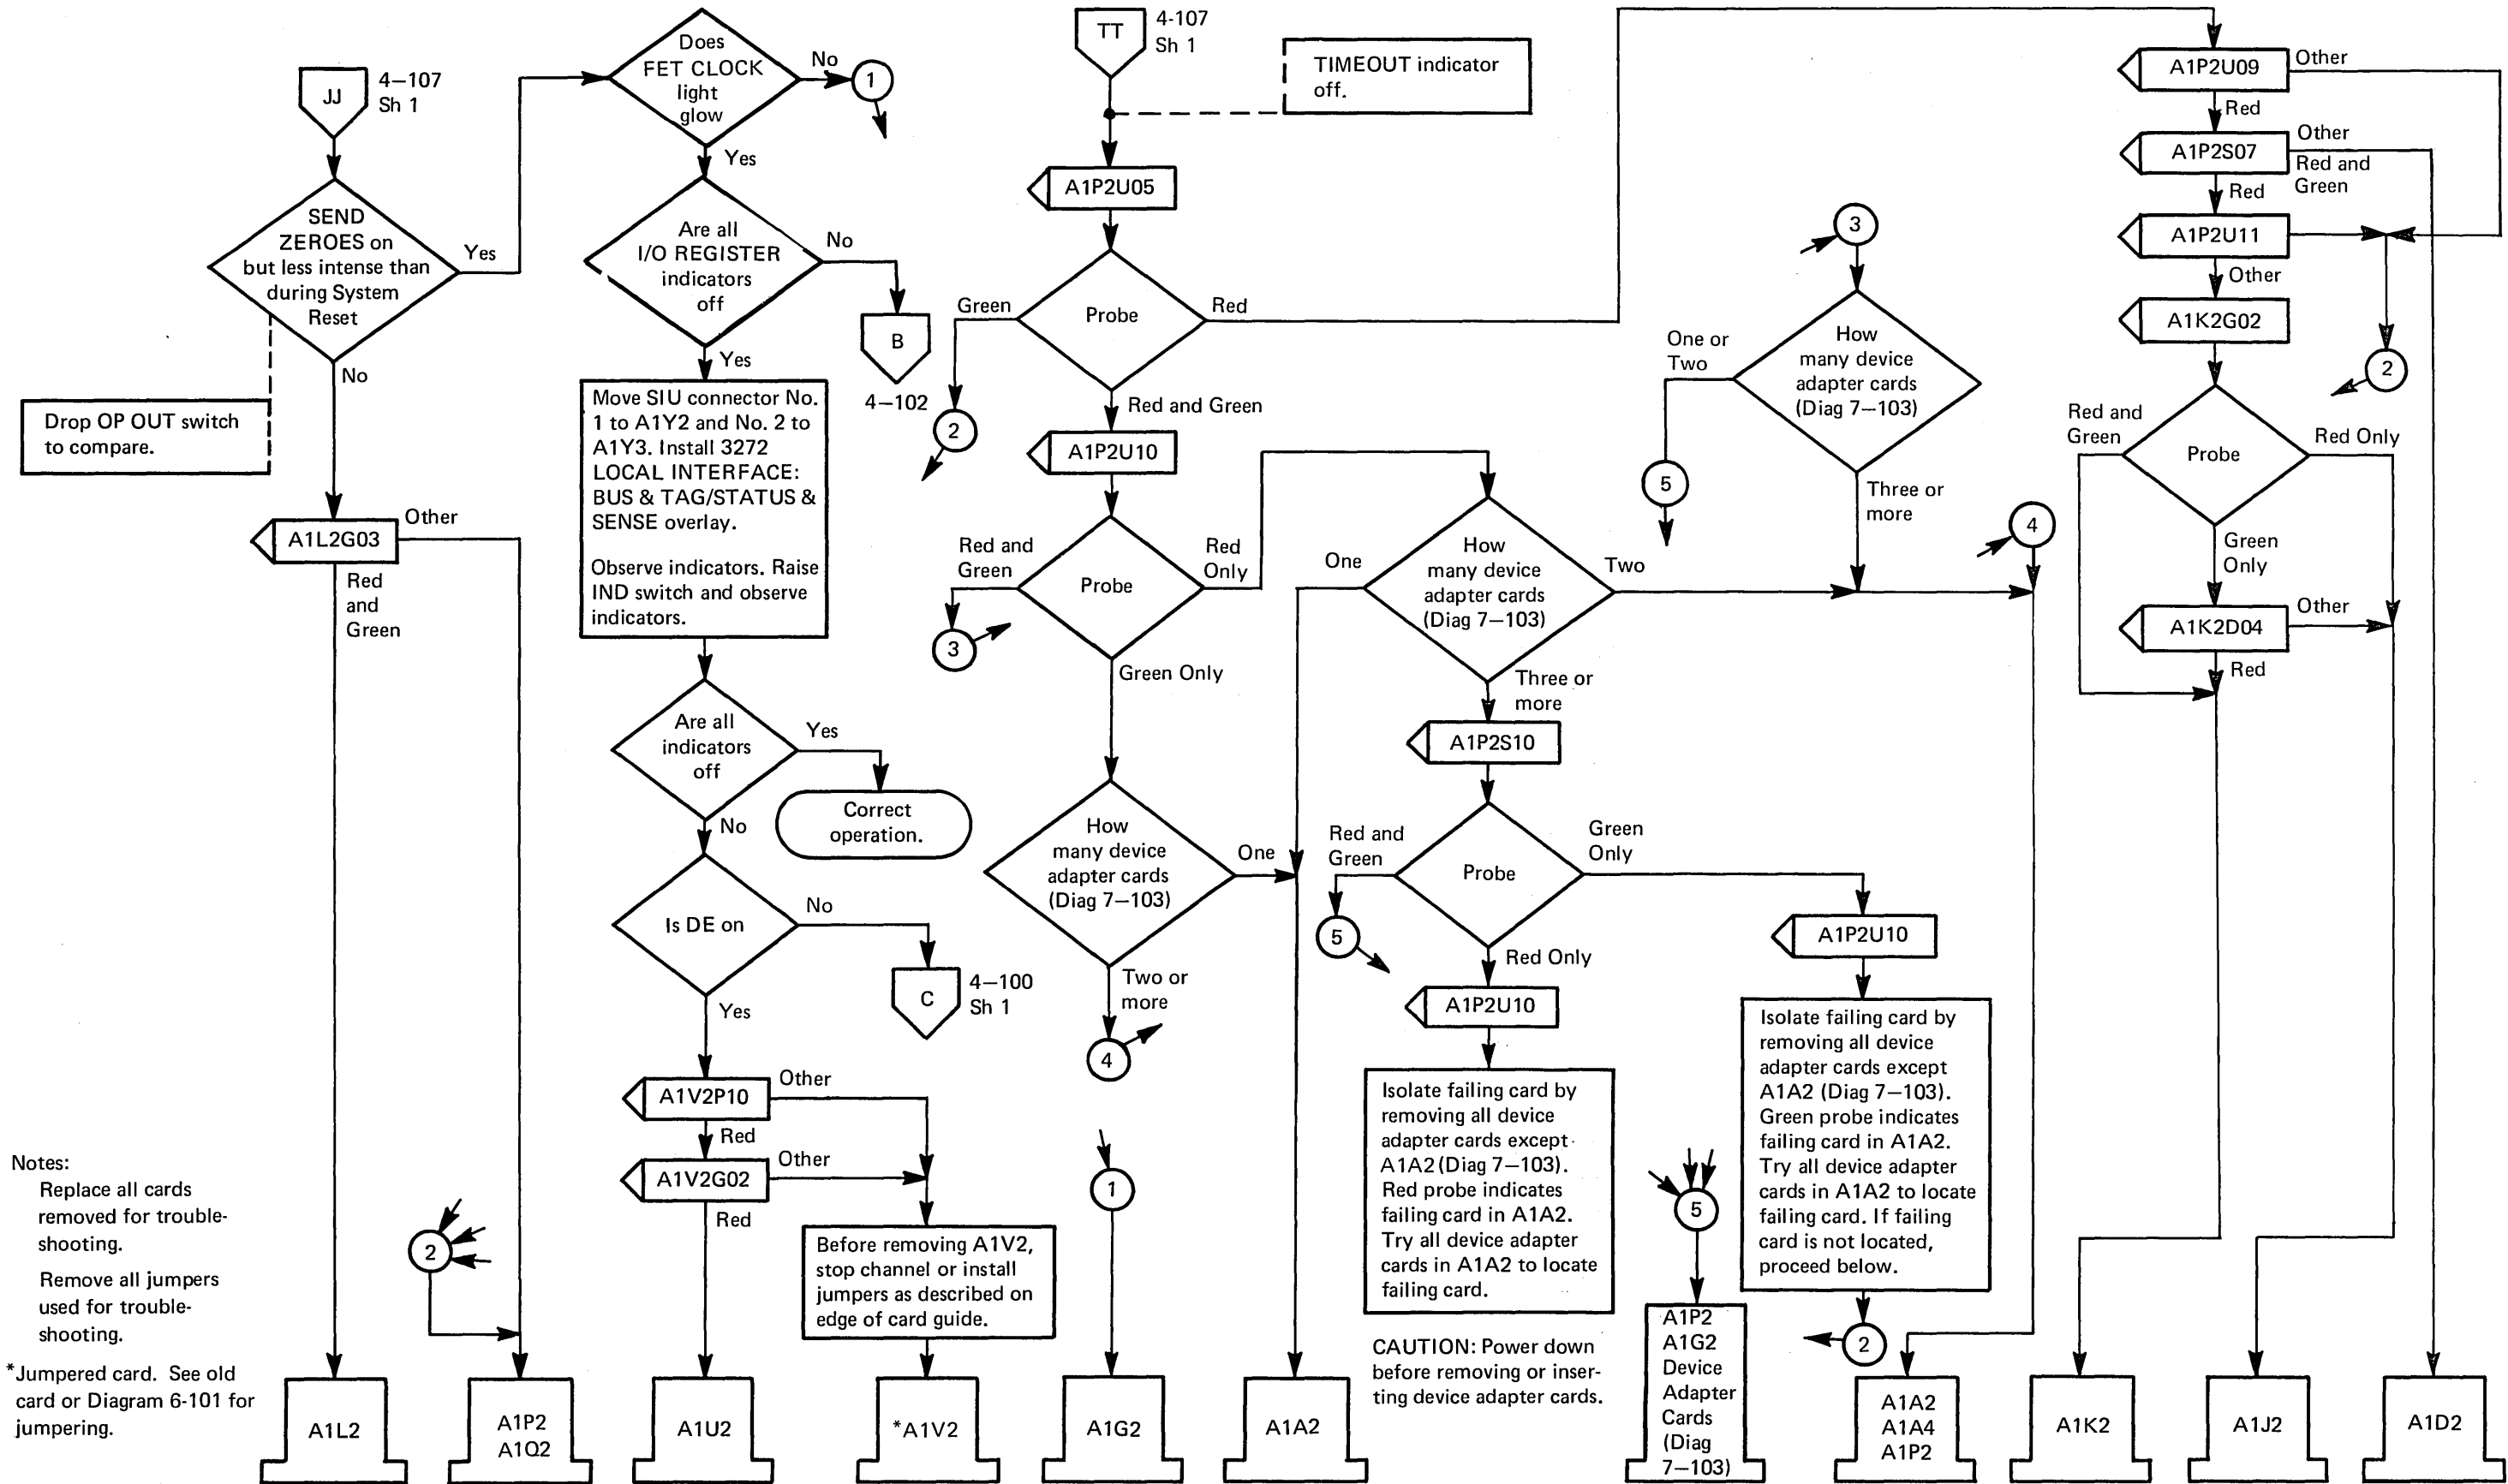 JJ
4—107
Sh 1
SEND
ZEROES on
but less intense than
during System
Reset
Yes
No
Drop OP OUT switch
to compare.
A1L2G03
Other
Red
and
Green
Notes:
Replace all cards
removed for trouble-
shooting.
Remove all jumpers
used for trouble-
shooting.
*Jumpered card. See old
card or Diagram 6-101 for
jumpering.
2
A1L2
A1P2
A1Q2
Does
FET CLOCK
light
glow
No
1
Yes
Are all
I/O REGISTER
indicators
off
No
B
4—102
Yes
Move SIU connector No.
1 to A1Y2 and No. 2 to
A1Y3. Install 3272
LOCAL INTERFACE:
BUS & TAG/STATUS &
SENSE overlay.
Observe indicators. Raise
IND switch and observe
indicators.
Are all
indicators
off
Yes
Correct
operation.
No
Is DE on
No
C
4—100
Sh 1
Yes
A1V2P10
Other
Red
A1V2G02
Other
Red
Before removing A1V2,
stop channel or install
jumpers as described on
edge of card guide.
A1U2
*A1V2
TT
4-107
Sh 1
TIMEOUT indicator
off.
A1P2U05
Probe
Green
Red
2
Red and Green
A1P2U10
Probe
Red and
Green
Red
Only
3
Green Only
How
many device
adapter cards
(Diag 7—103)
One
Two or
more
4
1
A1G2
How
many device
adapter cards
(Diag 7—103)
One
Two
Three or
more
A1P2S10
Probe
Red and
Green
Green
Only
5
Red Only
A1P2U10
Isolate failing card by
removing all device
adapter cards except
A1A2 (Diag 7—103).
Red probe indicates
failing card in A1A2.
Try all device adapter
cards in A1A2 to locate
failing card.
CAUTION: Power down
before removing or inser-
ting device adapter cards.
A1A2
A1P2U10
Isolate failing card by
removing all device
adapter cards except
A1A2 (Diag 7—103).
Green probe indicates
failing card in A1A2.
Try all device adapter
cards in A1A2 to locate
failing card. If failing
card is not located,
proceed below.
2
3
How
many device
adapter cards
(Diag 7—103)
One or
Two
5
Three or
more
4
5
A1P2
A1G2
Device
Adapter
Cards
(Diag
7—103)
A1A2
A1A4
A1P2
A1P2U09
Other
Red
A1P2S07
Other
Red and
Green
Red
A1P2U11
Other
2
A1K2G02
Probe
Red and
Green
Red Only
Green
Only
A1K2D04
Other
Red
A1K2
A1J2
A1D2